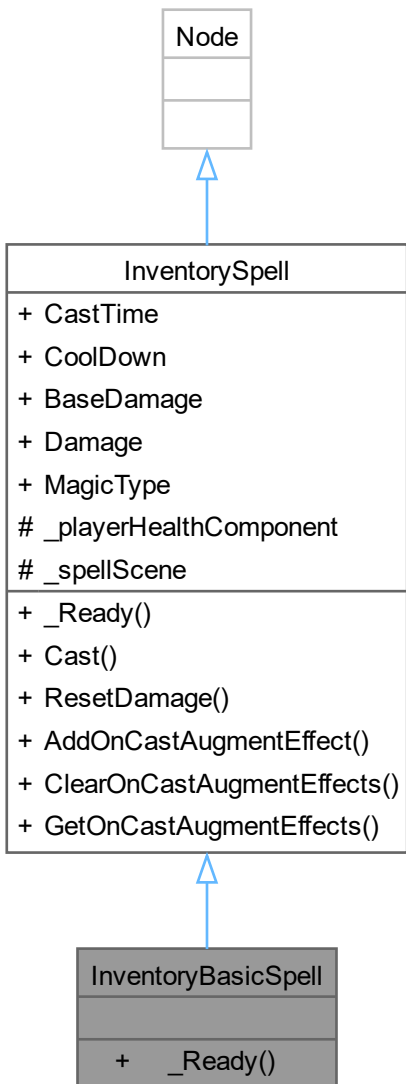 Node
InventorySpell
+ CastTime
+ CoolDown
+ BaseDamage
+ Damage
+ MagicType
# _playerHealthComponent
# _spellScene
+ _Ready()
+ Cast()
+ ResetDamage()
+ AddOnCastAugmentEffect()
+ ClearOnCastAugmentEffects()
+ GetOnCastAugmentEffects()
InventoryBasicSpell
+ _Ready()